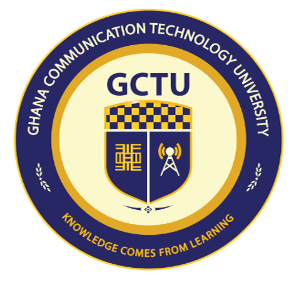 GHANA COMMUNICATION TECHNOLOGY UNIVERSITY
GCTU
KNOWLEDGE COMES FROM LEARNING